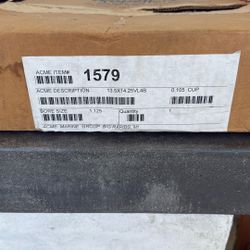 ACME ITEM# 1579
ACME DESCRIPTION 13.5X14.25VL4B 0.105 CUP
BORE SIZE 1.125 Quantity 1
ACME MARINE GROUP BIG RAPIDS, MI